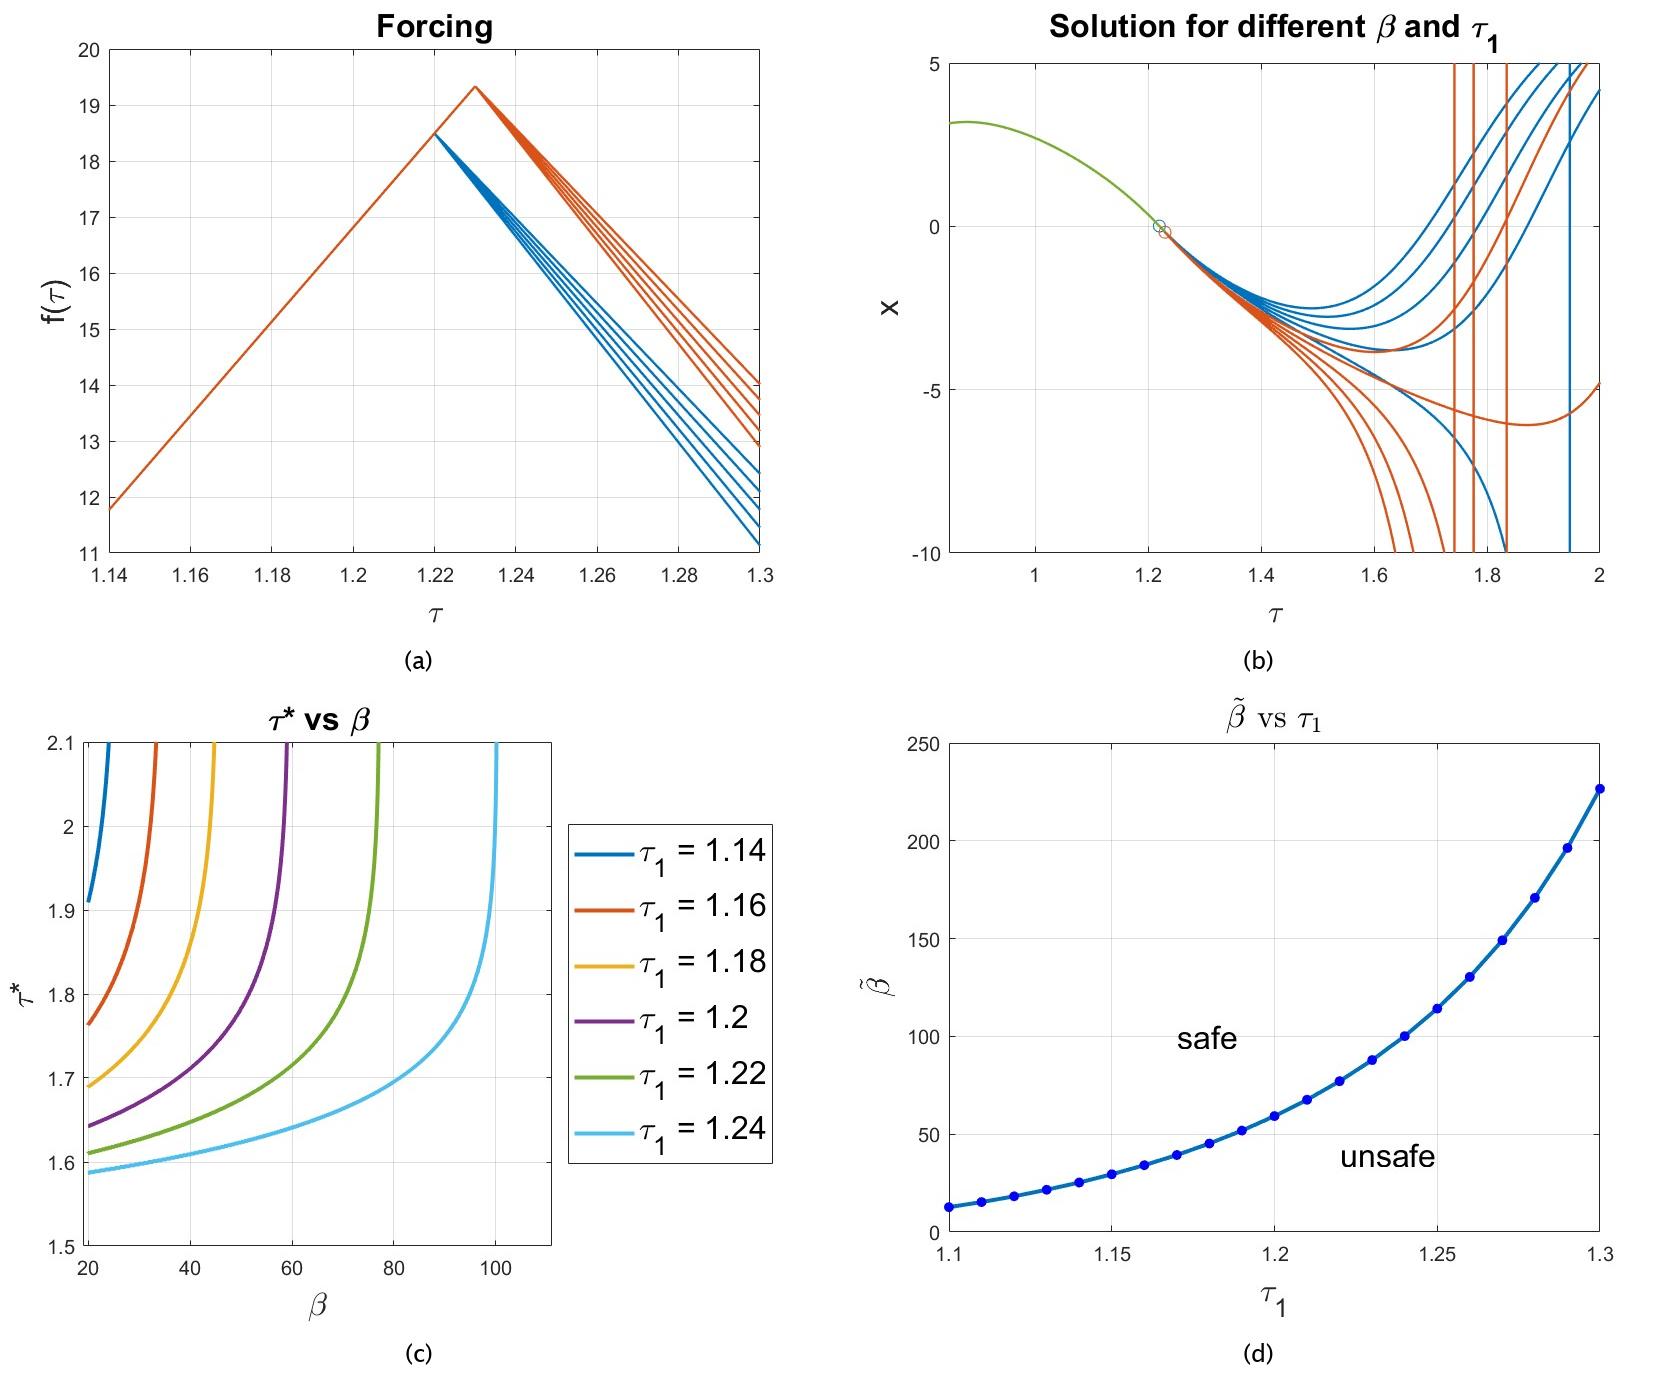 Forcing
20
19
18
17
16
15
14
13
12
11
f(τ)
1.14 1.16 1.18 1.2 1.22 1.24 1.26 1.28 1.3
τ
(a)
Solution for different β and τ1
5
0
-5
-10
x
1 1.2 1.4 1.6 1.8 2
τ
(b)
τ* vs β
2.1
2
1.9
1.8
1.7
1.6
1.5
τ*
20 40 60 80 100
β
τ1 = 1.14
τ1 = 1.16
τ1 = 1.18
τ1 = 1.2
τ1 = 1.22
τ1 = 1.24
(c)
β̃ vs τ1
250
200
150
100
50
0
β̃
safe
unsafe
1.1 1.15 1.2 1.25 1.3
τ1
(d)